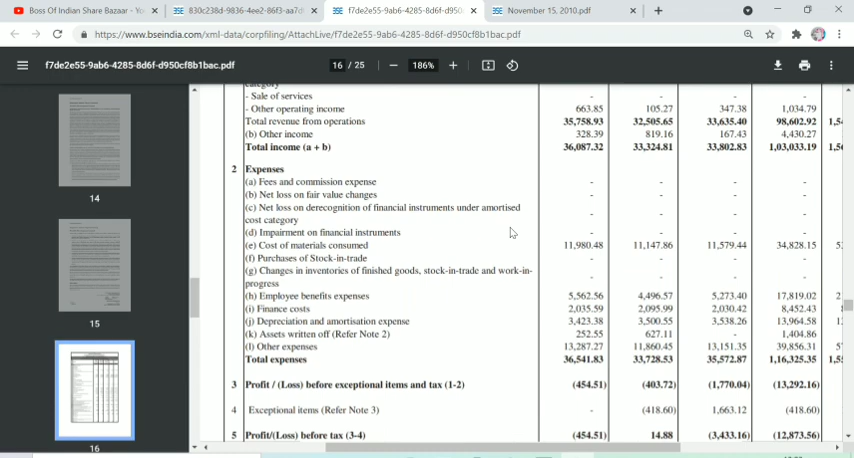 Boss Of Indian Share Bazaar - Yo
830c238d-9836-4ee2-86f3-aa7d
f7de2e55-9ab6-4285-8d6f-d950
November 15, 2010.pdf
https://www.bseindia.com/xml-data/corpfiling/AttachLive/f7de2e55-9ab6-4285-8d6f-d950cf8b1bac.pdf
f7de2e55-9ab6-4285-8d6f-d950cf8b1bac.pdf 16 / 25 — 186% +
category
- Sale of services - - - -
- Other operating income 663.85 105.27 347.38 1,034.79
Total revenue from operations 35,758.93 32,505.65 33,635.40 98,602.92 1,5
(b) Other income 328.39 819.16 167.43 4,430.27
Total income (a + b) 36,087.32 33,324.81 33,802.83 1,03,033.19 1,5
2 Expenses
(a) Fees and commission expense - - - -
(b) Net loss on fair value changes - - - -
(c) Net loss on derecognition of financial instruments under amortised
cost category - - - -
(d) Impairment on financial instruments - - - -
(e) Cost of materials consumed 11,980.48 11,147.86 11,579.44 34,828.15 5
(f) Purchases of Stock-in-trade - - - -
(g) Changes in inventories of finished goods, stock-in-trade and work-in-
progress - - - -
(h) Employee benefits expenses 5,562.56 4,496.57 5,273.40 17,819.02 2
(i) Finance costs 2,035.59 2,095.99 2,030.42 8,452.43
(j) Depreciation and amortisation expense 3,423.38 3,500.55 3,538.26 13,964.58 1
(k) Assets written off (Refer Note 2) 252.55 627.11 - 1,404.86
(l) Other expenses 13,287.27 11,860.45 13,151.35 39,856.31 5
Total expenses 36,541.83 33,728.53 35,572.87 1,16,325.35 1,5
3 Profit / (Loss) before exceptional items and tax (1-2) (454.51) (403.72) (1,770.04) (13,292.16)
4 Exceptional items (Refer Note 3) - (418.60) 1,663.12 (418.60)
5 Profit/(Loss) before tax (3-4) (454.51) 14.88 (3,433.16) (12,873.56)
14
15
16